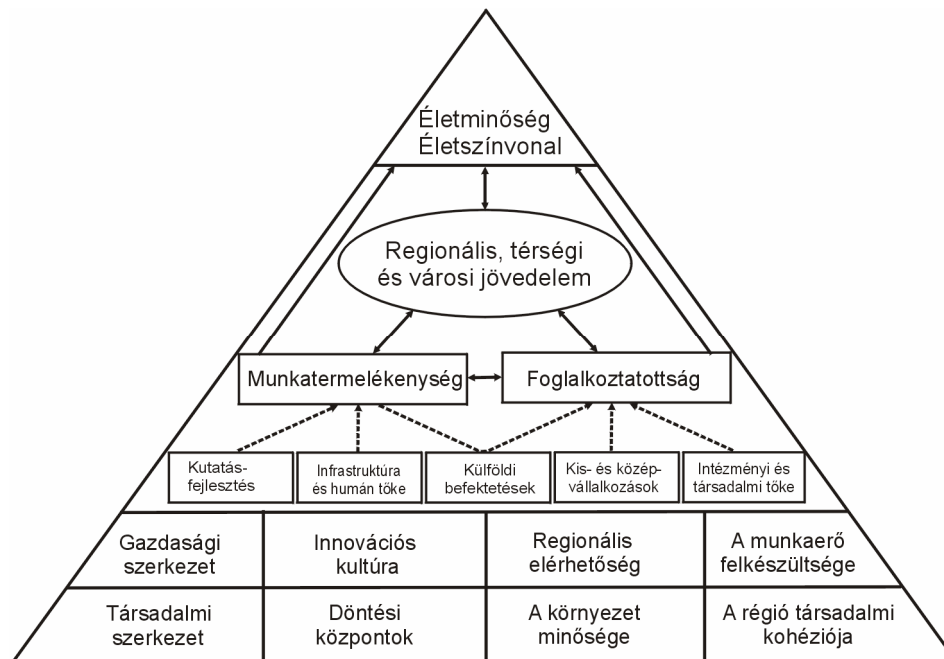 Életminőség
Életszínvonal
Regionális, térségi
és városi jövedelem
Munkatermelékenység
Foglalkoztatottság
Kutatás-
fejlesztés
Infrastruktúra
és humán tőke
Külföldi
befektetések
Kis- és közép-
vállalkozások
Intézményi és
társadalmi tőke
Gazdasági
szerkezet
Innovációs
kultúra
Regionális
elérhetőség
A munkaerő
felkészültsége
Társadalmi
szerkezet
Döntési
központok
A környezet
minősége
A régió társadalmi
kohéziója